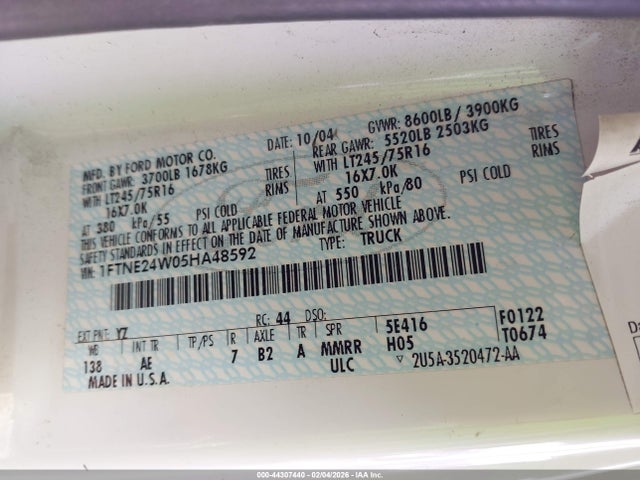 MFD. BY FORD MOTOR CO.
DATE: 10/04
GVWR: 8600LB/ 3900KG
FRONT GAWR: 3700LB 1678KG
REAR GAWR: 5520LB 2503KG
WITH LT245/75R16 TIRES
WITH LT245/75R16 TIRES
16X7.0K RIMS
16X7.0K RIMS
AT 380 kPa/55 PSI COLD
AT 550 kPa/80 PSI COLD
THIS VEHICLE CONFORMS TO ALL APPLICABLE FEDERAL MOTOR VEHICLE
SAFETY STANDARDS IN EFFECT ON THE DATE OF MANUFACTURE SHOWN ABOVE.
VIN: 1FTNE24W05HA48592
TYPE: TRUCK
EXT PNT: YZ RC: 44 DSO:
WB INT TR TP/PS R AXLE TR SPR 5E416 F0122
138 AE 7 B2 A MMRR H05 T0674
MADE IN U.S.A. ULC ▽ 2U5A-3520472-AA
000-44307440 - 02/04/2026 - IAA Inc.